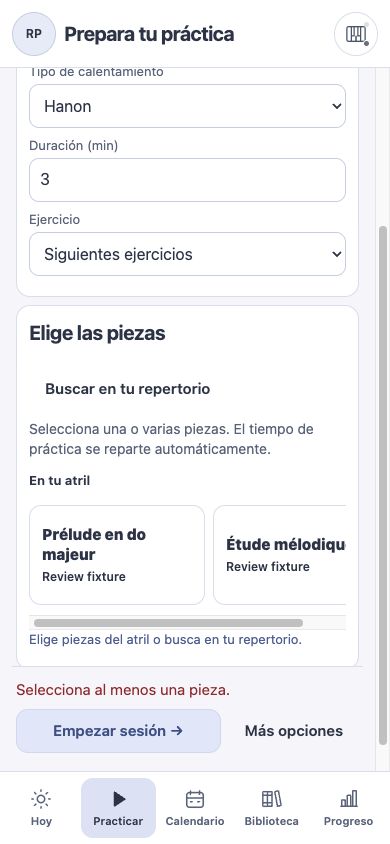 RP
Prepara tu práctica
Tipo de calentamiento
Hanon
Duración (min)
3
Ejercicio
Siguientes ejercicios
Elige las piezas
Buscar en tu repertorio
Selecciona una o varias piezas. El tiempo de
práctica se reparte automáticamente.
En tu atril
Prélude en do
majeur
Review fixture
Étude mélodiqu
Review fixture
Elige piezas del atril o busca en tu repertorio.
Selecciona al menos una pieza.
Empezar sesión →
Más opciones
Hoy
Practicar
Calendario
Biblioteca
Progreso